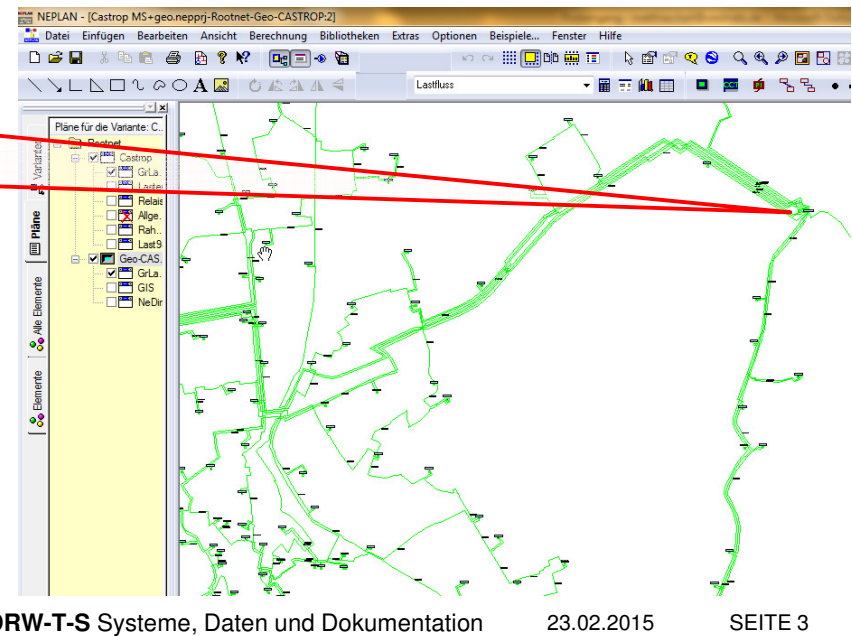 NEPLAN - [Castrop MS+geo.nepprj-Rootnet-Geo-CASTROP:2]
Datei Einfügen Bearbeiten Ansicht Berechnung Bibliotheken Extras Optionen Beispiele... Fenster Hilfe
Lastfluss
Pläne für die Variante: C..
Rootnet
Castrop
GrLa.
Relais
Allge.
Rah..
Last9
Geo-CAS.
GrLa.
GIS
NeDir
Varianten
Pläne
Alle Elemente
Elemente
DRW-T-S Systeme, Daten und Dokumentation 23.02.2015 SEITE 3